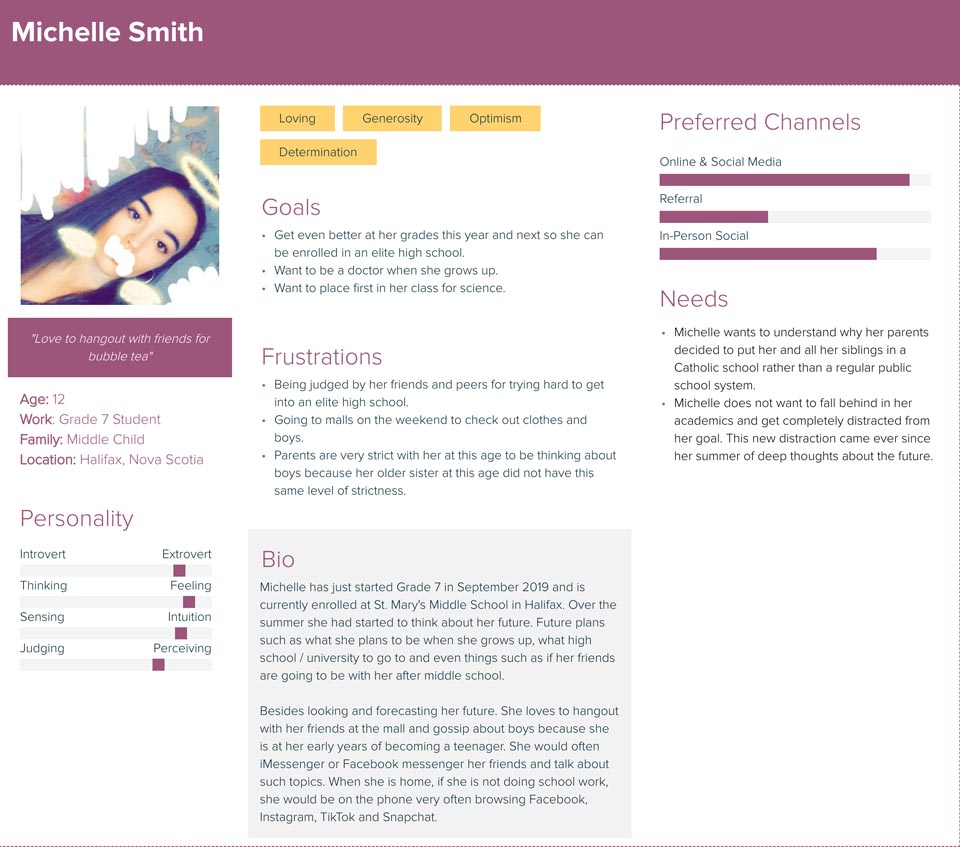 Michelle Smith
"Love to hangout with friends for
bubble tea"
Age: 12
Work: Grade 7 Student
Family: Middle Child
Location: Halifax, Nova Scotia
Personality
Introvert Extrovert
Thinking Feeling
Sensing Intuition
Judging Perceiving
Loving Generosity Optimism
Determination
Goals
• Get even better at her grades this year and next so she can
be enrolled in an elite high school.
• Want to be a doctor when she grows up.
• Want to place first in her class for science.
Frustrations
• Being judged by her friends and peers for trying hard to get
into an elite high school.
• Going to malls on the weekend to check out clothes and
boys.
• Parents are very strict with her at this age to be thinking about
boys because her older sister at this age did not have this
same level of strictness.
Bio
Michelle has just started Grade 7 in September 2019 and is
currently enrolled at St. Mary's Middle School in Halifax. Over the
summer she had started to think about her future. Future plans
such as what she plans to be when she grows up, what high
school / university to go to and even things such as if her friends
are going to be with her after middle school.
Besides looking and forecasting her future. She loves to hangout
with her friends at the mall and gossip about boys because she
is at her early years of becoming a teenager. She would often
iMessenger or Facebook messenger her friends and talk about
such topics. When she is home, if she is not doing school work,
she would be on the phone very often browsing Facebook,
Instagram, TikTok and Snapchat.
Preferred Channels
Online & Social Media
Referral
In-Person Social
Needs
• Michelle wants to understand why her parents
decided to put her and all her siblings in a
Catholic school rather than a regular public
school system.
• Michelle does not want to fall behind in her
academics and get completely distracted from
her goal. This new distraction came ever since
her summer of deep thoughts about the future.